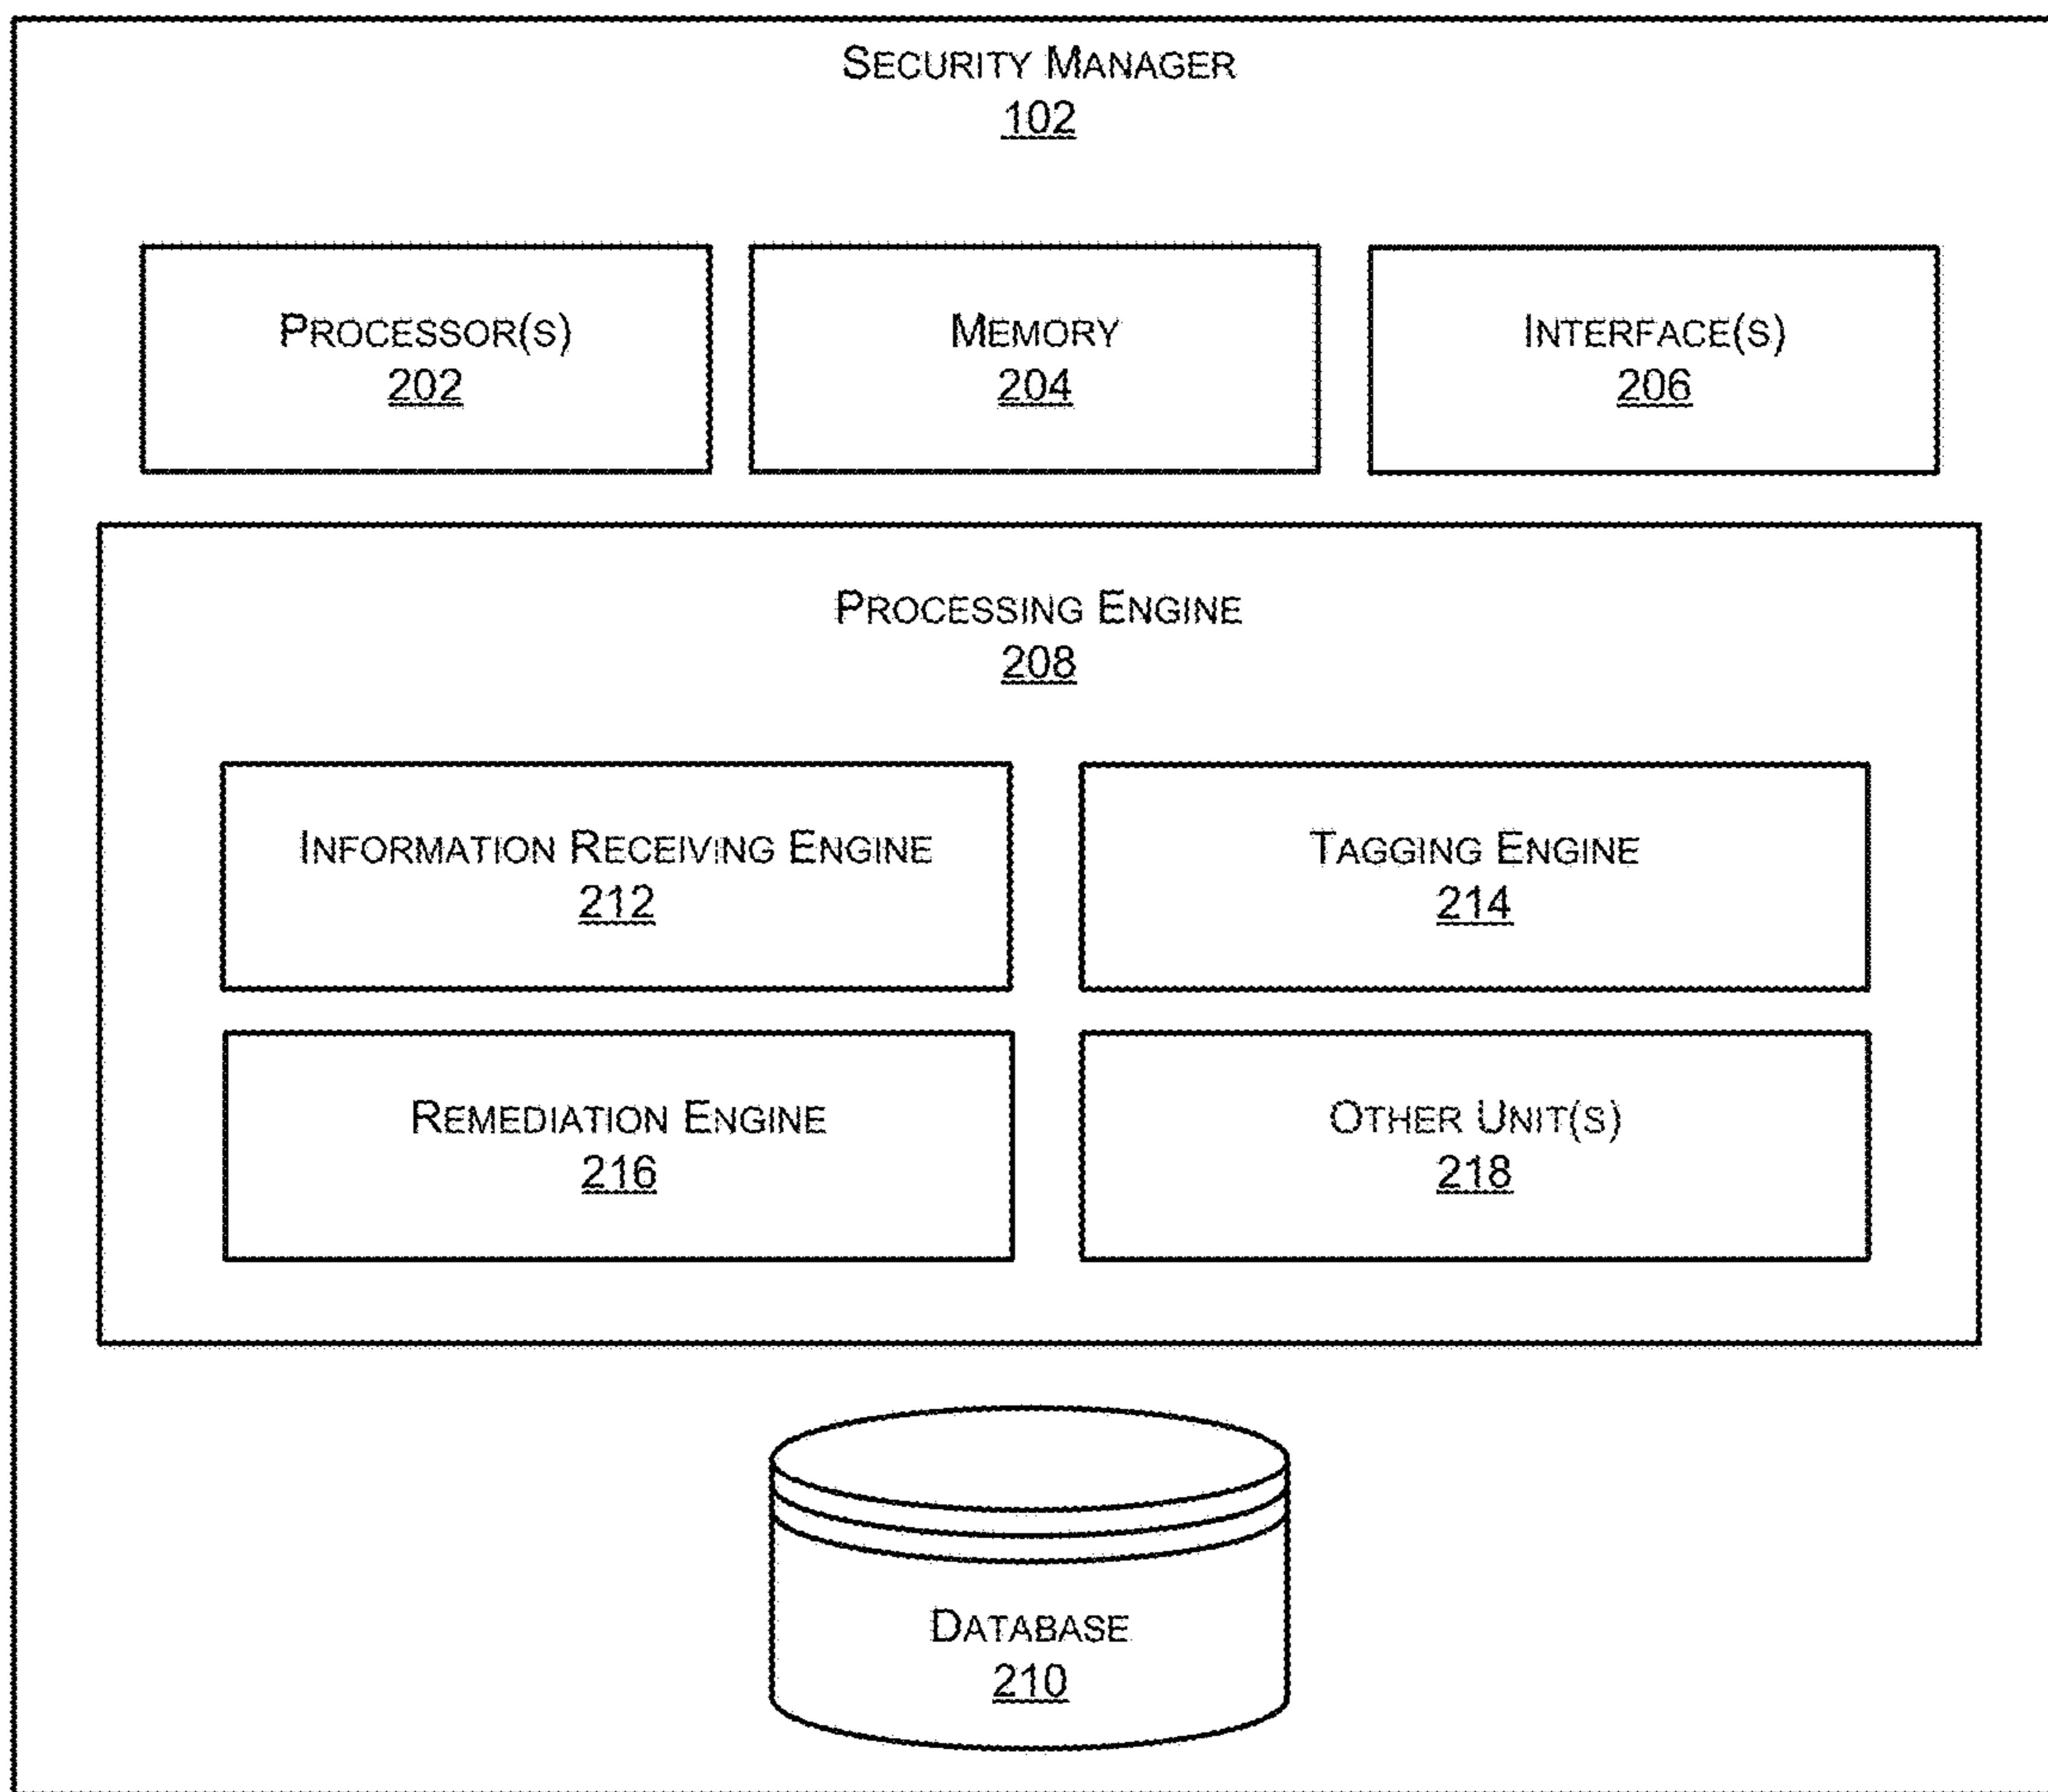 SECURITY MANAGER
102
PROCESSOR(S)
202
MEMORY
204
INTERFACE(S)
206
PROCESSING ENGINE
208
INFORMATION RECEIVING ENGINE
212
TAGGING ENGINE
214
REMEDIATION ENGINE
216
OTHER UNIT(S)
218
DATABASE
210